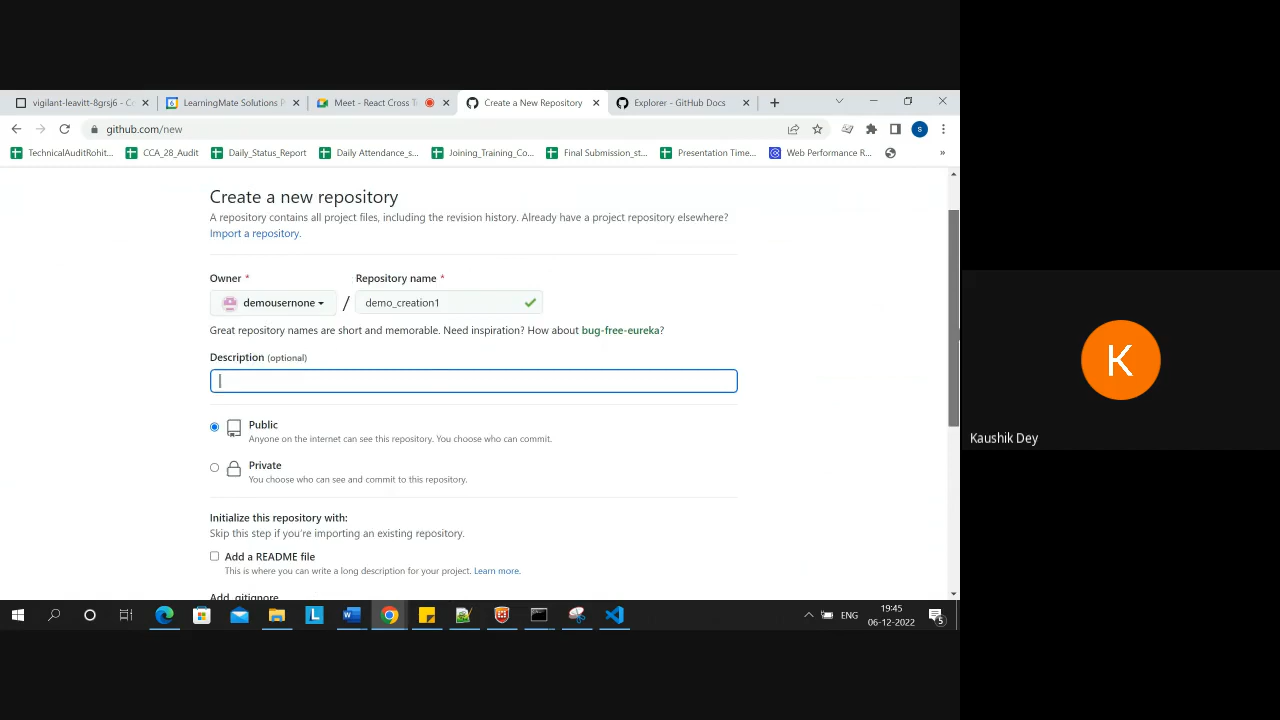 vigilant-leavitt-8grsj6 - C
LearningMate Solutions P
Meet - React Cross T
Create a New Repository
Explorer - GitHub Docs
github.com/new
S
TechnicalAuditRohit...
CCA_28_Audit
Daily_Status_Report
Daily Attendance_s...
Joining_Training_Co...
Final Submission_st...
Presentation Time...
Web Performance R...
»
Create a new repository
A repository contains all project files, including the revision history. Already have a project repository elsewhere?
Import a repository.
Owner *
Repository name *
demousernone
/
demo_creation1
Great repository names are short and memorable. Need inspiration? How about bug-free-eureka?
Description (optional)
Public
Anyone on the internet can see this repository. You choose who can commit.
Private
You choose who can see and commit to this repository.
Initialize this repository with:
Skip this step if you're importing an existing repository.
Add a README file
This is where you can write a long description for your project. Learn more.
Add .gitignore
K
Kaushik Dey
ENG
19:45
06-12-2022
5